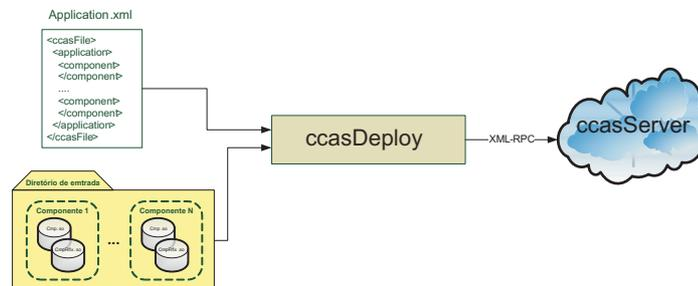 Application.xml
<ccasFile>
<application>
<component>
</component>
....
<component>
</component>
</application>
</ccasFile>
ccasDeploy
XML-RPC
ccasServer
Diretório de emtrada
Componente 1
Componente N
Cmp. so
Cmp. so
...